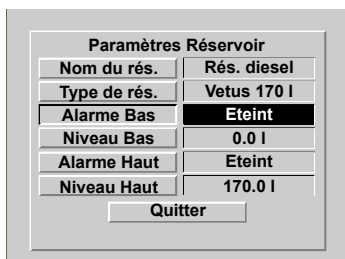 Paramètres Réservoir
Nom du rés. Rés. diesel
Type de rés. Vetus 170 l
Alarme Bas Eteint
Niveau Bas 0.0 l
Alarme Haut Eteint
Niveau Haut 170.0 l
Quitter